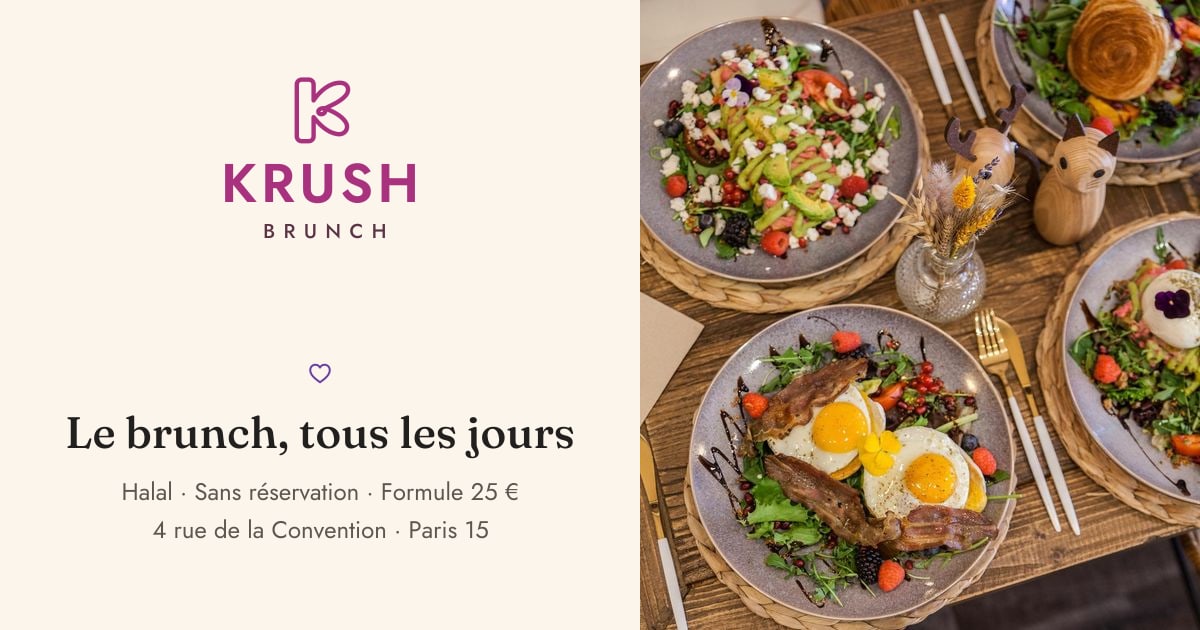 KRUSH
BRUNCH
Le brunch, tous les jours
Halal · Sans réservation · Formule 25 €
4 rue de la Convention · Paris 15